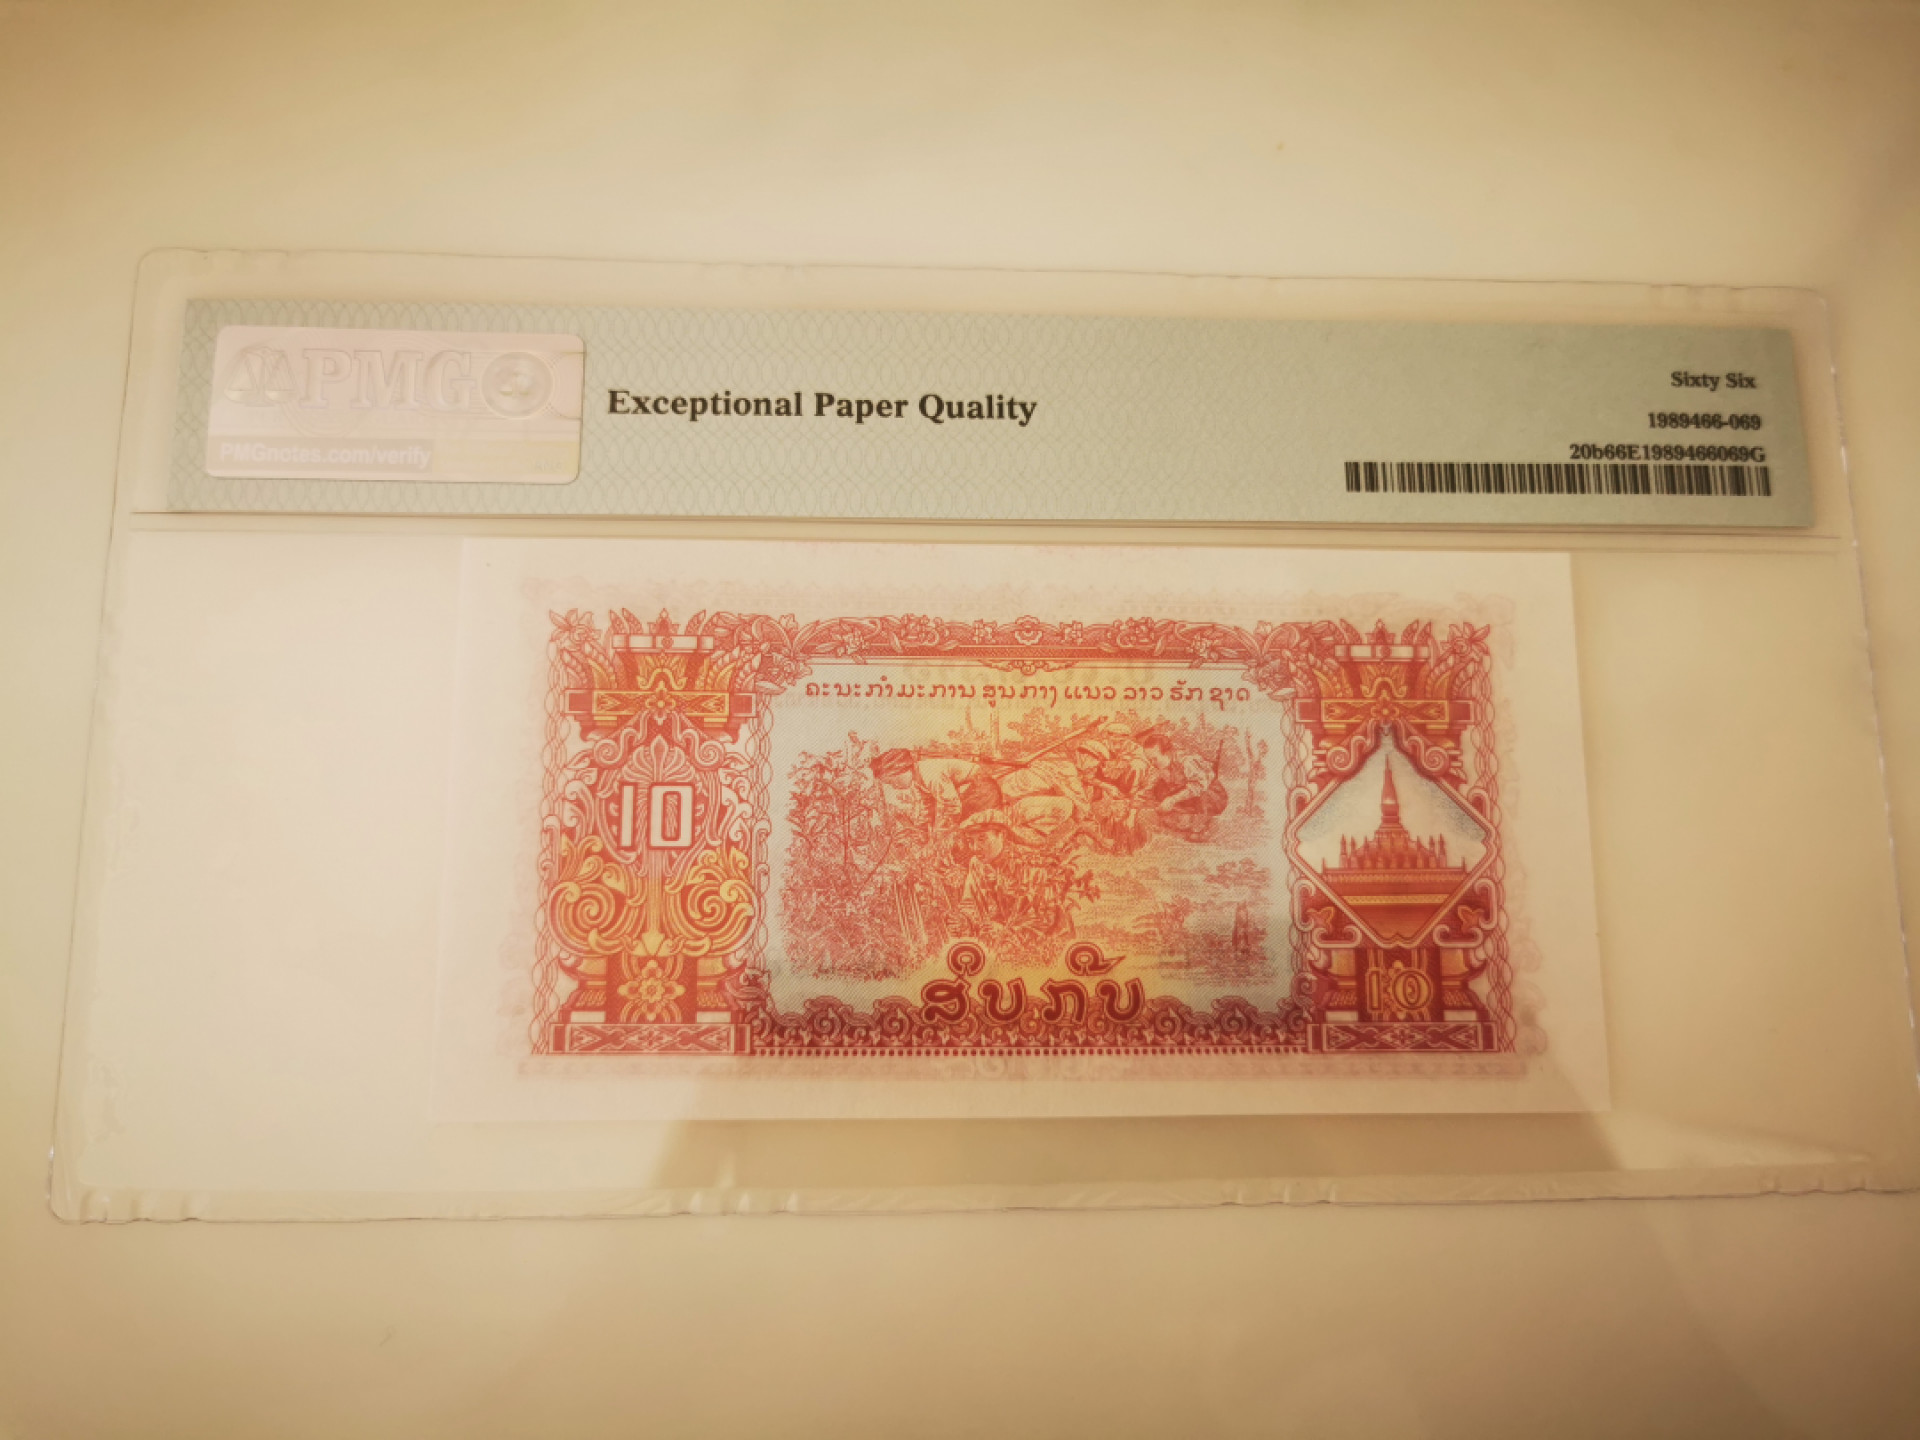 PMG
PMGnotes.com/verify
Exceptional Paper Quality
Sixty Six
1989466-069
20b66E1989466069G
ຄະນະກຳມະການ ສູນກາງ ແນວ ລາວ ຮັກ ຊາດ
10
ສິບກີບ
10